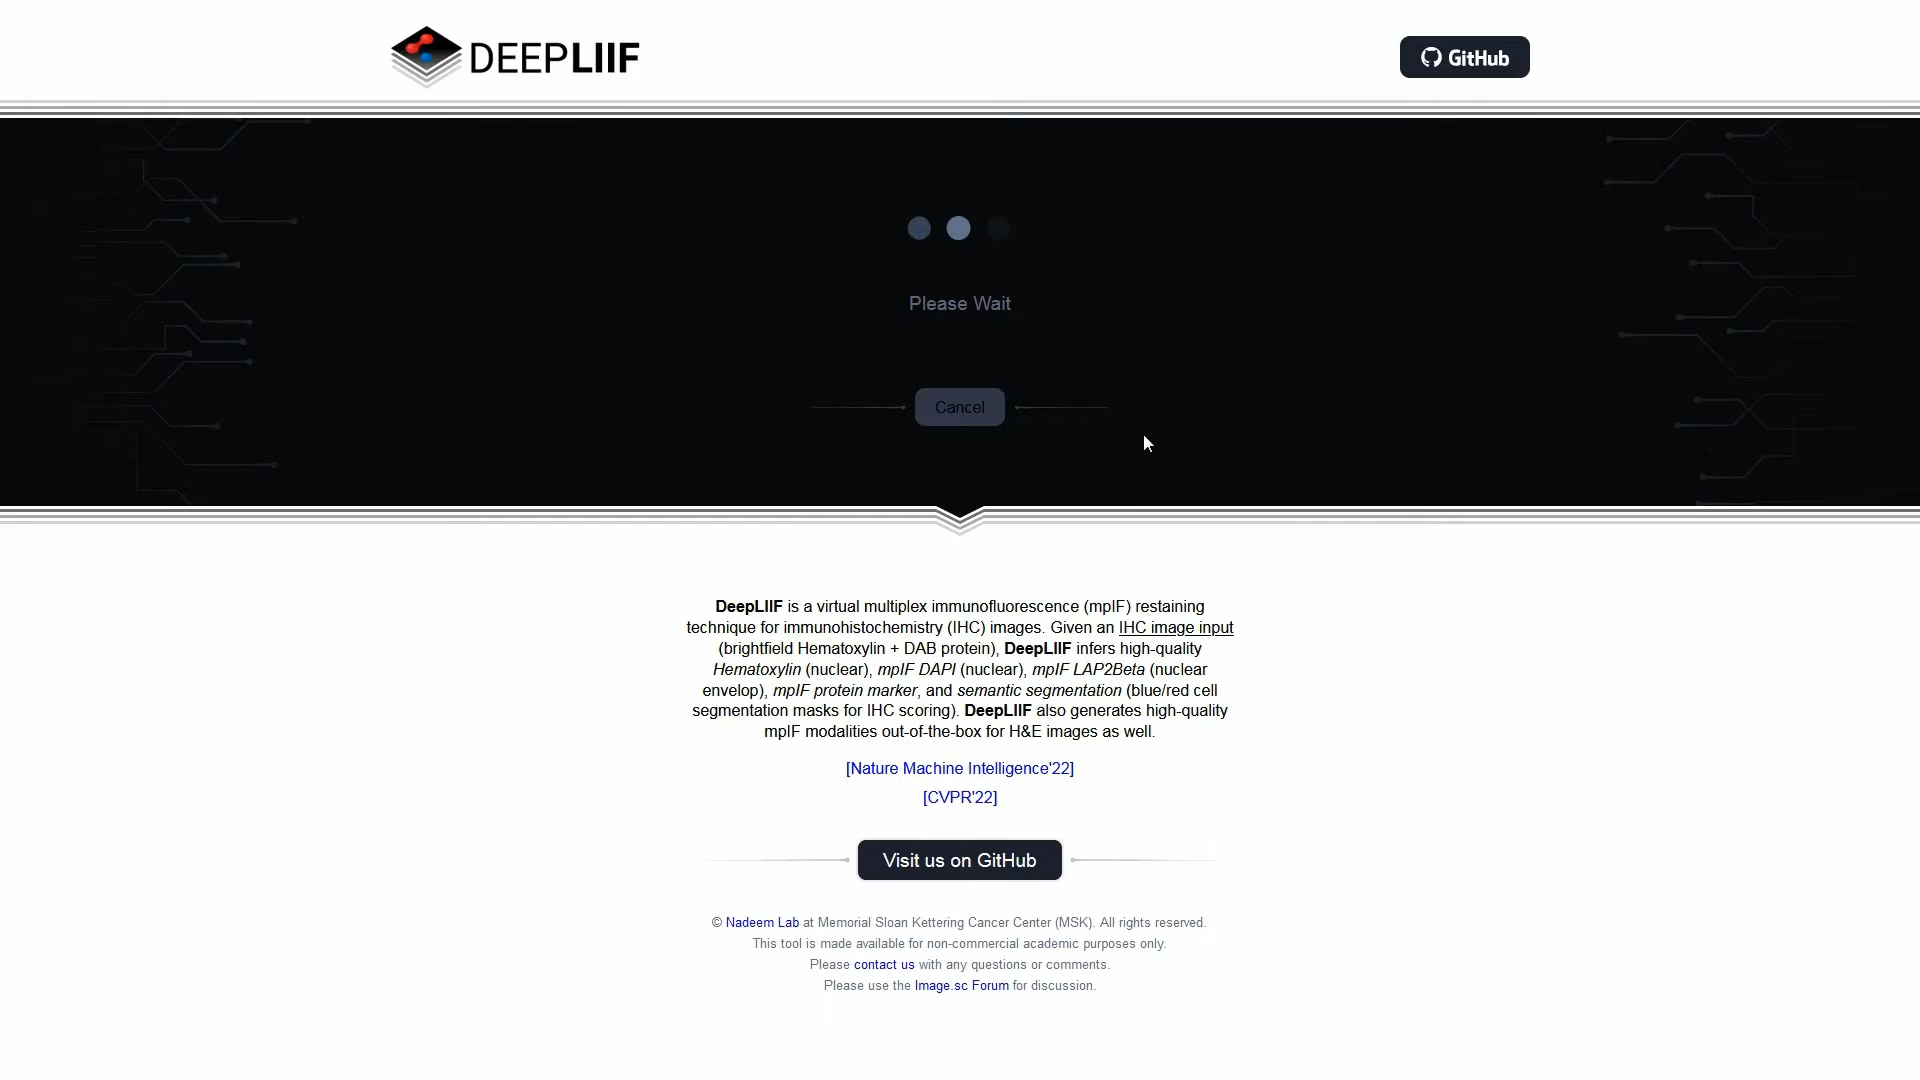 DEEPLIIF
GitHub
Please Wait
Cancel
DeepLIIF is a virtual multiplex immunofluorescence (mpIF) restaining
technique for immunohistochemistry (IHC) images. Given an IHC image input
(brightfield Hematoxylin + DAB protein), DeepLIIF infers high-quality
Hematoxylin (nuclear), mpIF DAPI (nuclear), mpIF LAP2Beta (nuclear
envelop), mpIF protein marker, and semantic segmentation (blue/red cell
segmentation masks for IHC scoring). DeepLIIF also generates high-quality
mpIF modalities out-of-the-box for H&E images as well.
[Nature Machine Intelligence'22]
[CVPR'22]
Visit us on GitHub
© Nadeem Lab at Memorial Sloan Kettering Cancer Center (MSK). All rights reserved.
This tool is made available for non-commercial academic purposes only.
Please contact us with any questions or comments.
Please use the Image.sc Forum for discussion.